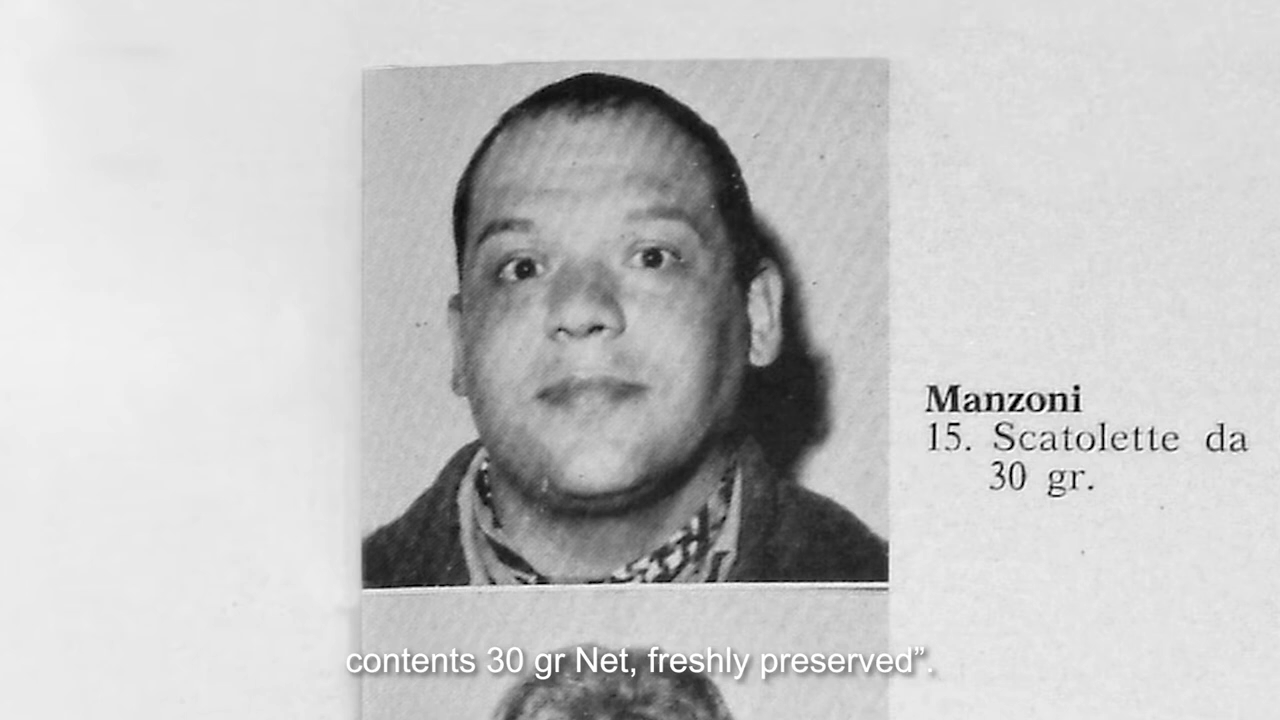 Manzoni
15. Scatolette da
30 gr.
contents 30 gr Net, freshly preserved”.